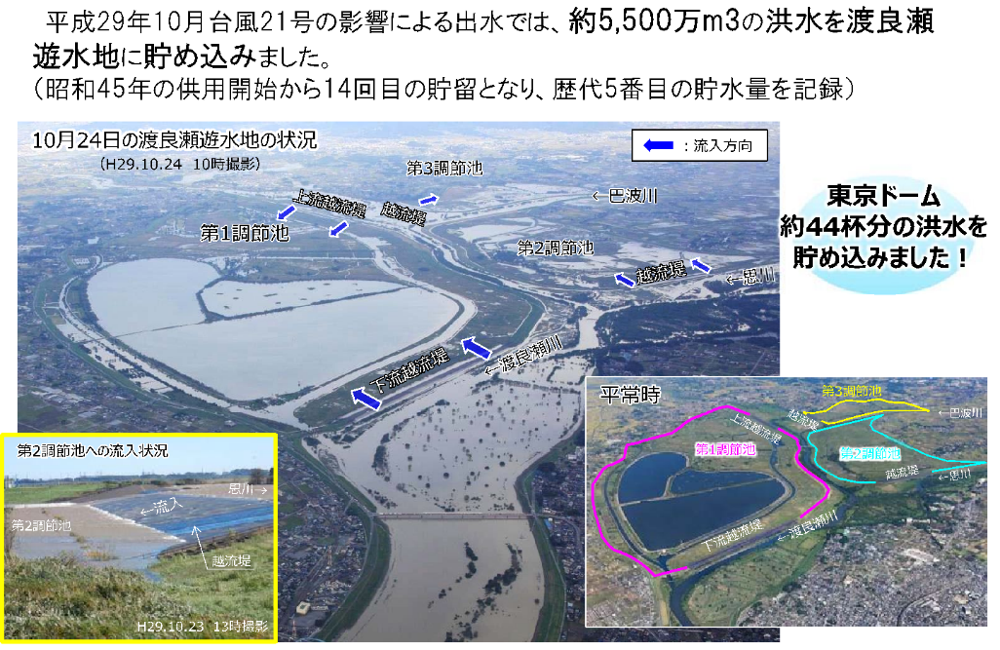 平成29年10月台風21号の影響による出水では、約5,500万m3の洪水を渡良瀬
遊水地に貯め込みました。
（昭和45年の供用開始から14回目の貯留となり、歴代5番目の貯水量を記録）
10月24日の渡良瀬遊水地の状況
（H29.10.24 10時撮影）
：流入方向
第3調節池
上流越流堤
越流堤
←巴波川
第1調節池
第2調節池
越流堤
←思川
下流越流堤
←渡良瀬川
東京ドーム
約44杯分の洪水を
貯め込みました！
第2調節池への流入状況
思川→
←流入
第2調節池
越流堤
H29.10.23 13時撮影
平常時
第3調節池
越流堤
←巴波川
上流越流堤
第1調節池
第2調節池
越流堤
←思川
下流越流堤
←渡良瀬川